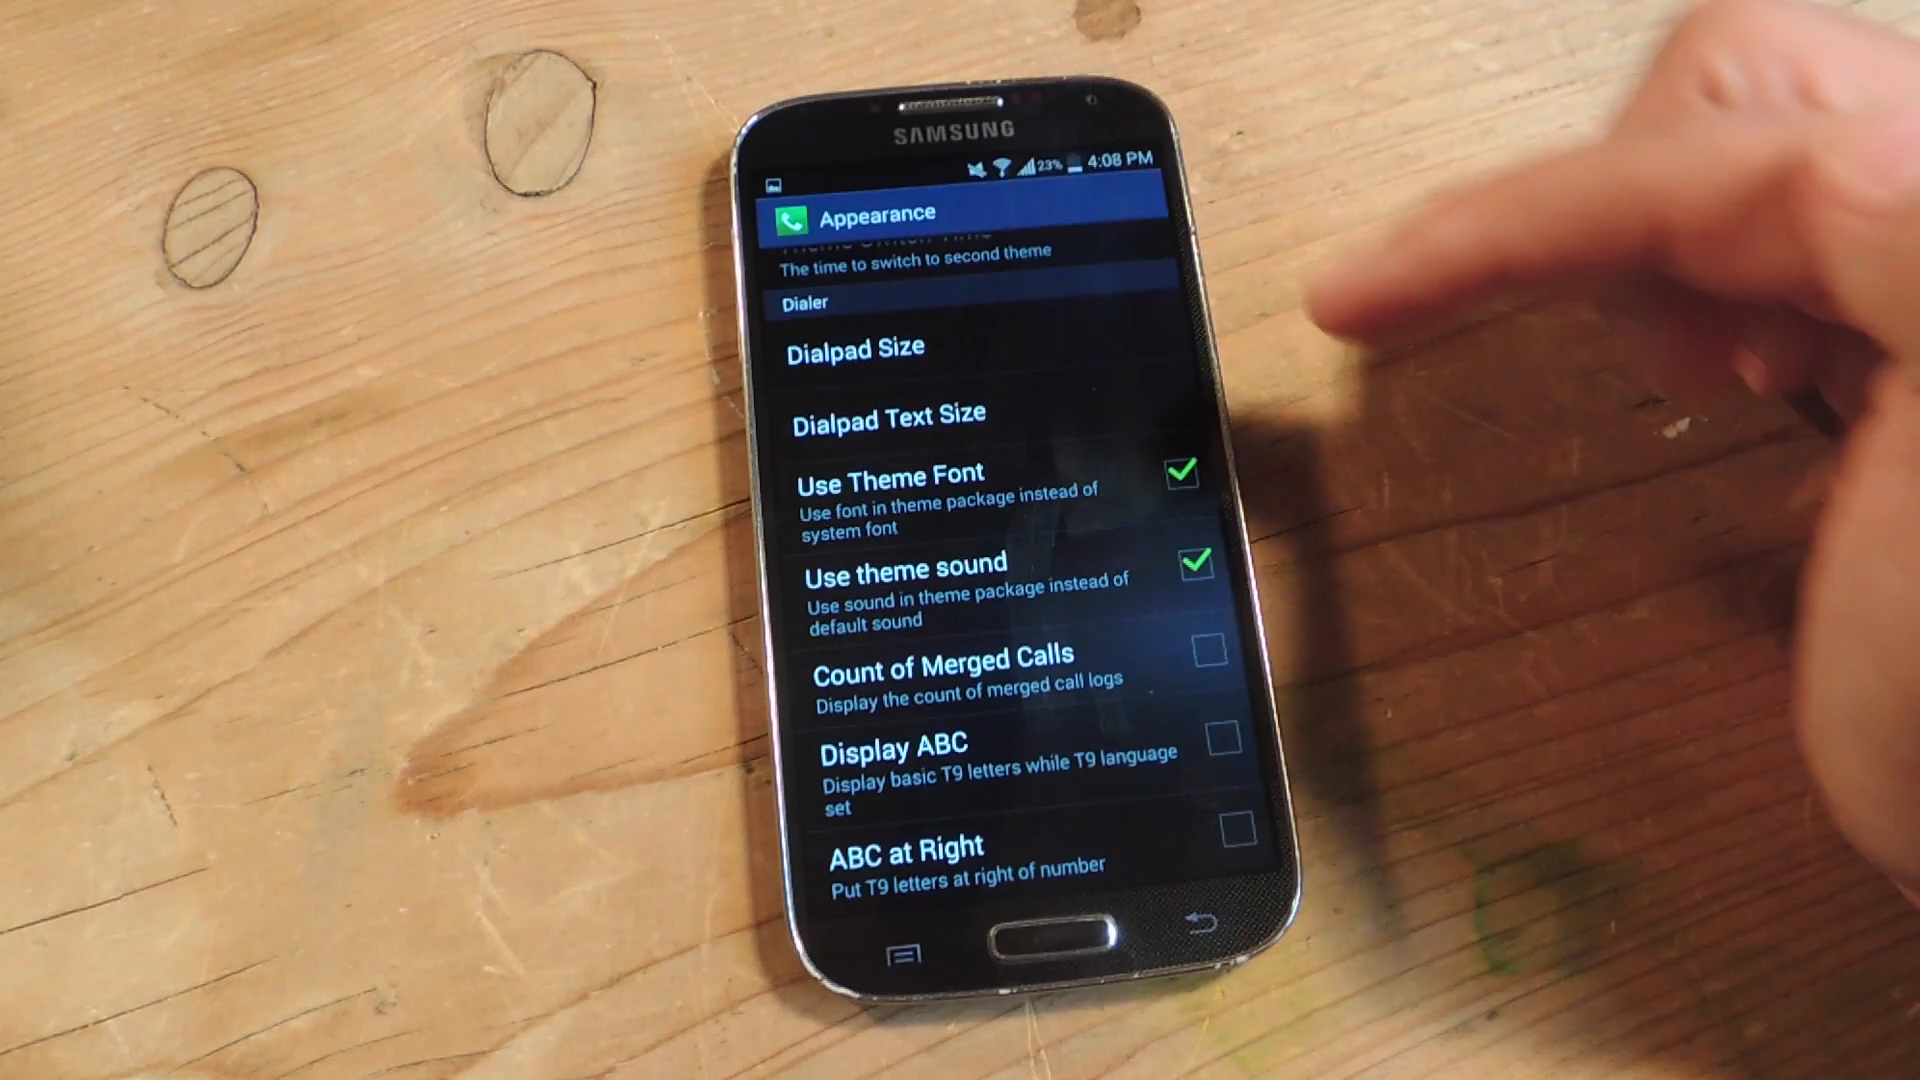 SAMSUNG
23% 4:08 PM
Appearance
Theme Switch Time
The time to switch to second theme
Dialer
Dialpad Size
Dialpad Text Size
Use Theme Font
Use font in theme package instead of
system font
Use theme sound
Use sound in theme package instead of
default sound
Count of Merged Calls
Display the count of merged call logs
Display ABC
Display basic T9 letters while T9 language
set
ABC at Right
Put T9 letters at right of number